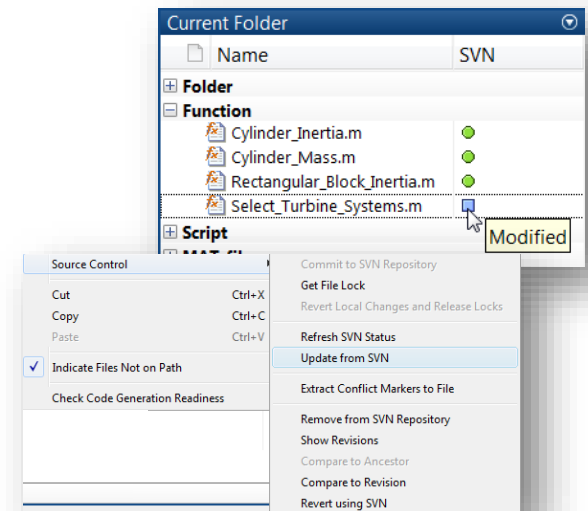 Current Folder
Name SVN
Folder
Function
Cylinder_Inertia.m
Cylinder_Mass.m
Rectangular_Block_Inertia.m
Select_Turbine_Systems.m
Modified
Script
Source Control
Cut Ctrl+X
Copy Ctrl+C
Paste Ctrl+V
Indicate Files Not on Path
Check Code Generation Readiness
Commit to SVN Repository
Get File Lock
Revert Local Changes and Release Locks
Refresh SVN Status
Update from SVN
Extract Conflict Markers to File
Remove from SVN Repository
Show Revisions
Compare to Ancestor
Compare to Revision
Revert using SVN